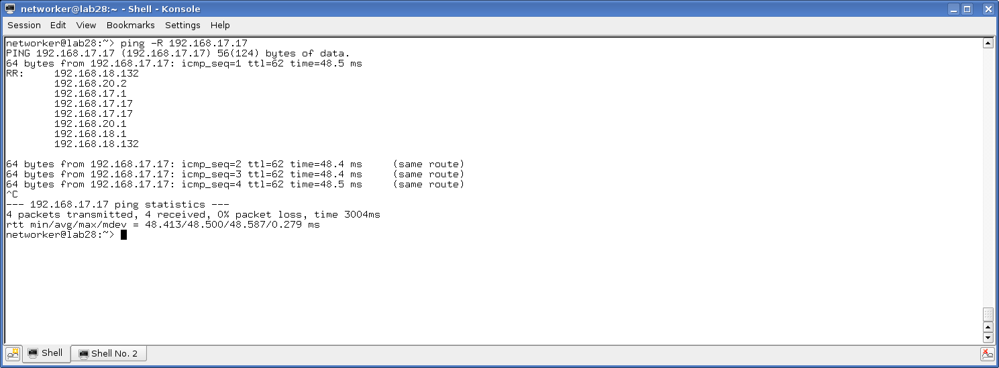 networker@lab28:~ - Shell - Konsole
Session Edit View Bookmarks Settings Help
networker@lab28:~> ping -R 192.168.17.17
PING 192.168.17.17 (192.168.17.17) 56(124) bytes of data.
64 bytes from 192.168.17.17: icmp_seq=1 ttl=62 time=48.5 ms
RR:     192.168.18.132
        192.168.20.2
        192.168.17.1
        192.168.17.17
        192.168.17.17
        192.168.20.1
        192.168.18.1
        192.168.18.132
64 bytes from 192.168.17.17: icmp_seq=2 ttl=62 time=48.4 ms     (same route)
64 bytes from 192.168.17.17: icmp_seq=3 ttl=62 time=48.4 ms     (same route)
64 bytes from 192.168.17.17: icmp_seq=4 ttl=62 time=48.5 ms     (same route)
^C
--- 192.168.17.17 ping statistics ---
4 packets transmitted, 4 received, 0% packet loss, time 3004ms
rtt min/avg/max/mdev = 48.413/48.500/48.587/0.279 ms
networker@lab28:~>
Shell Shell No. 2